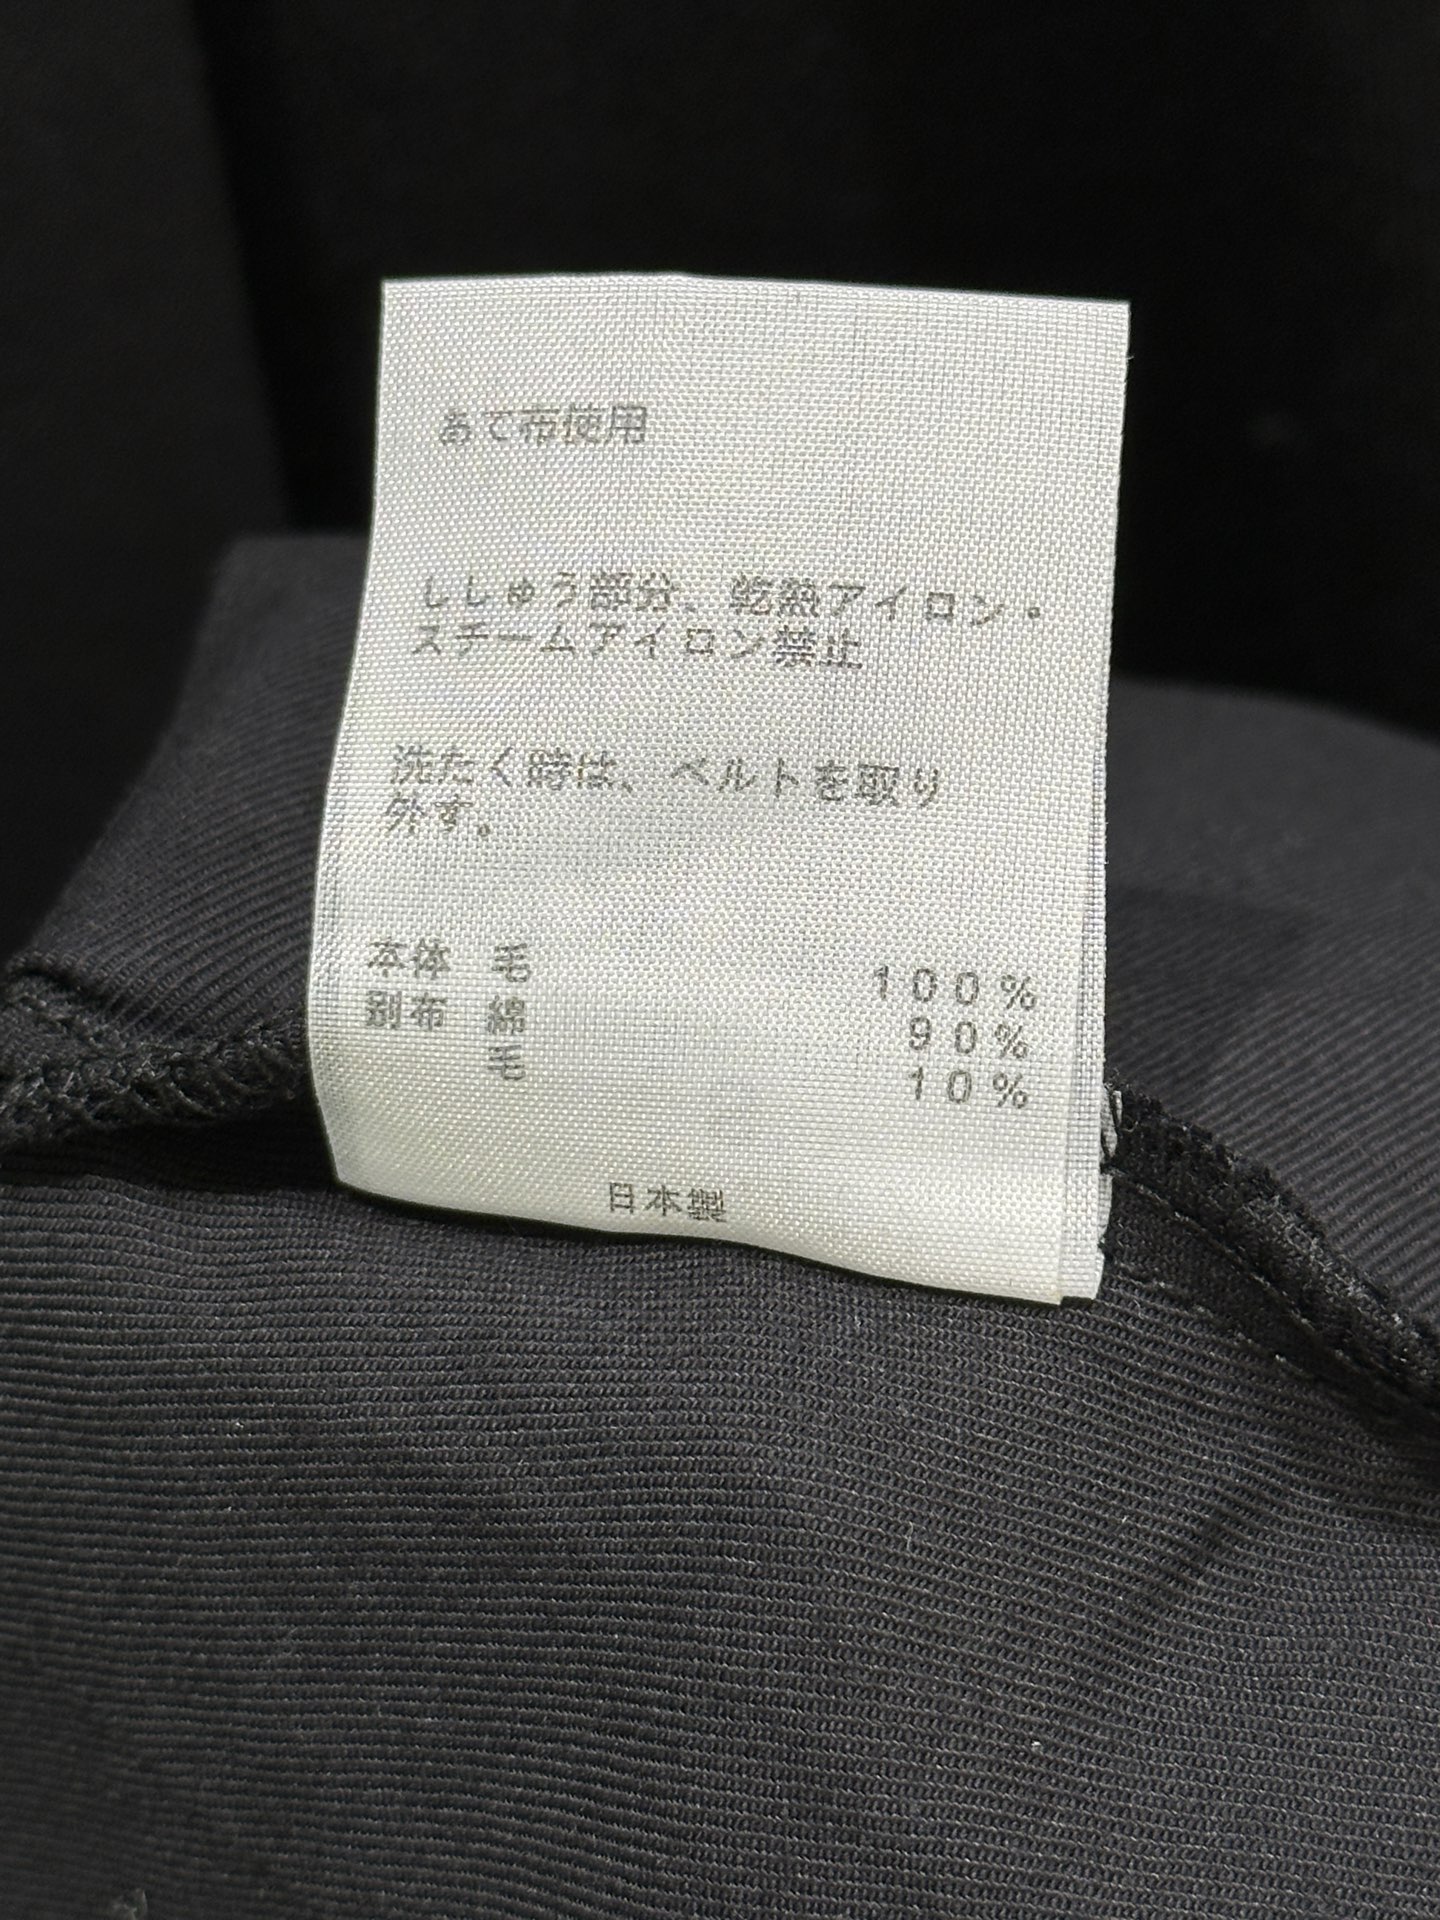 あて布使用
ししゅう部分、乾熱アイロン・
スチームアイロン禁止
洗たく時は、ベルトを取り
外す。
本体 毛 100%
別布 綿 90%
毛 10%
日本製